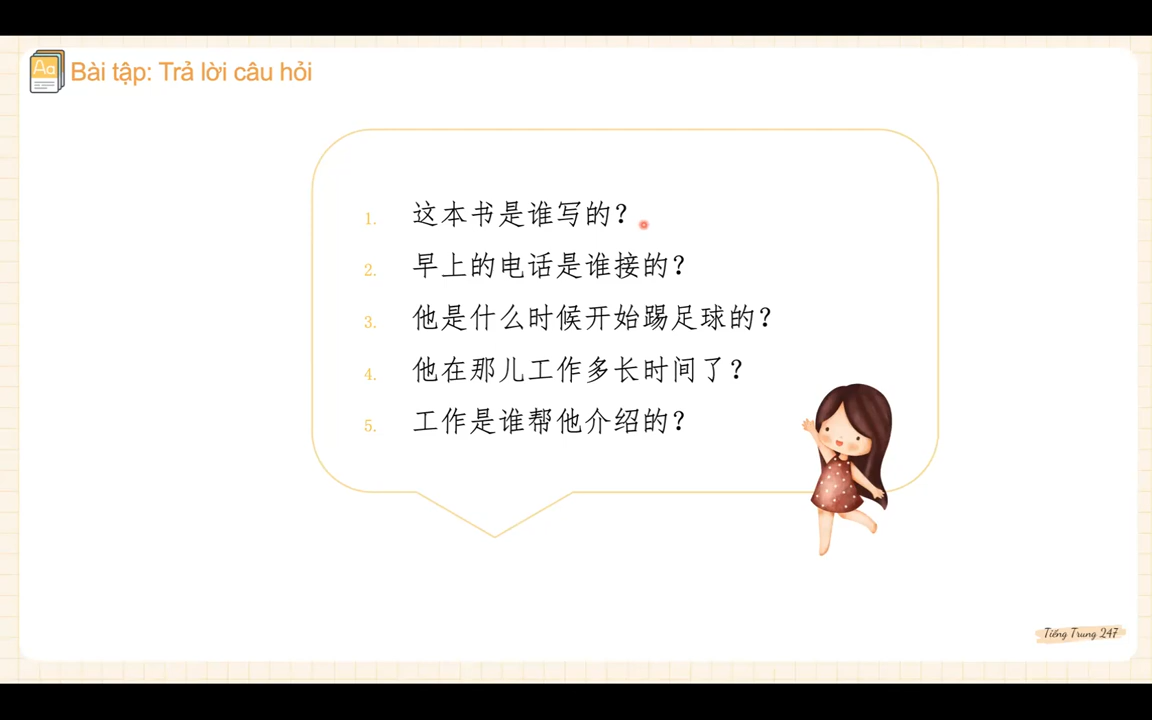 Aa
Bài tập: Trả lời câu hỏi
1. 这本书是谁写的？
2. 早上的电话是谁接的？
3. 他是什么时候开始踢足球的？
4. 他在那儿工作多长时间了？
5. 工作是谁帮他介绍的？
Tiếng Trung 247